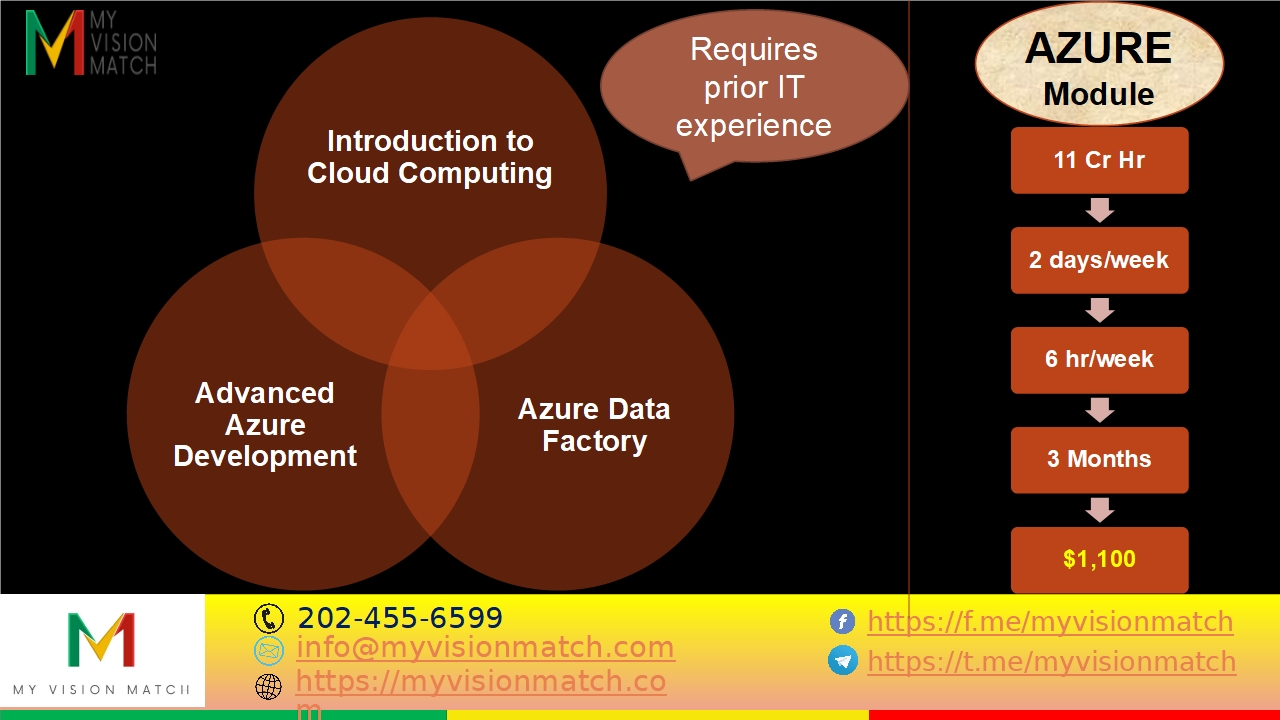 MY
VISION
MATCH
Introduction to
Cloud Computing
Advanced
Azure
Development
Azure Data
Factory
Requires
prior IT
experience
AZURE
Module
11 Cr Hr
2 days/week
6 hr/week
3 Months
$1,100
MY VISION MATCH
202-455-6599
info@myvisionmatch.com
https://myvisionmatch.co
m
https://f.me/myvisionmatch
https://t.me/myvisionmatch